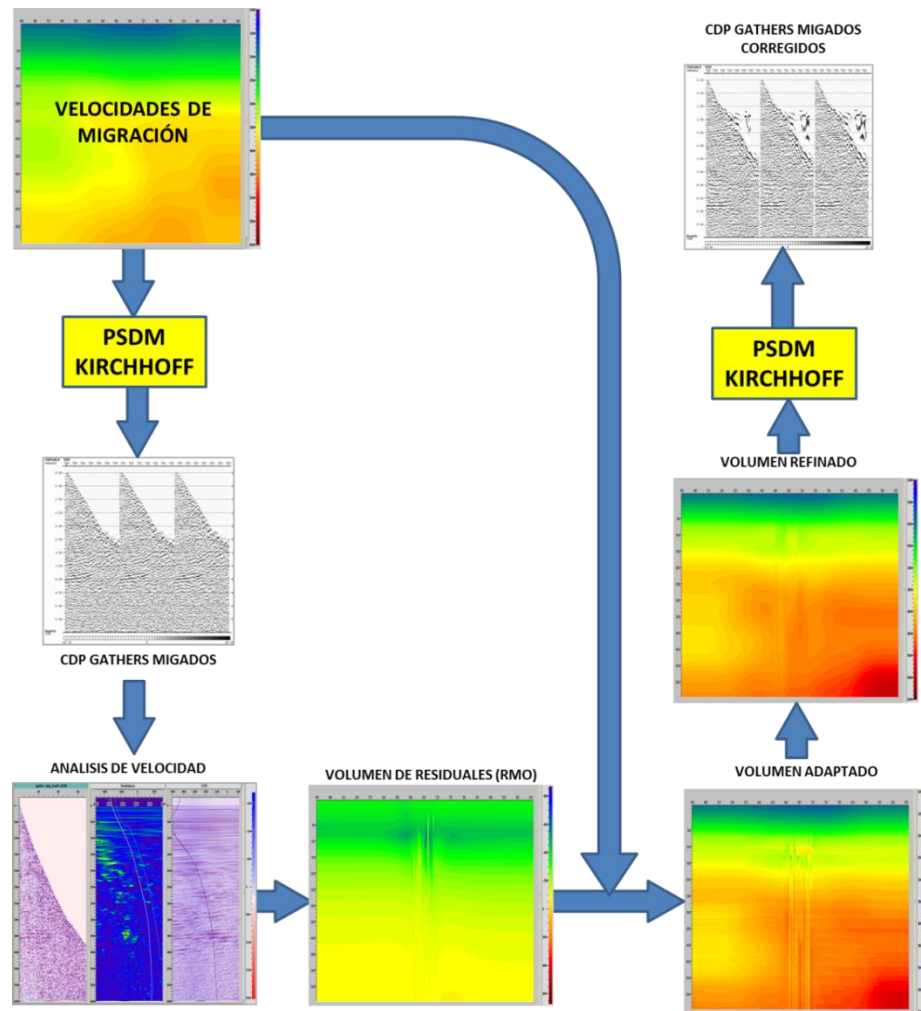 VELOCIDADES DE
MIGRACIÓN
PSDM
KIRCHHOFF
CDP GATHERS MIGADOS
ANALISIS DE VELOCIDAD
VOLUMEN DE RESIDUALES (RMO)
VOLUMEN ADAPTADO
VOLUMEN REFINADO
PSDM
KIRCHHOFF
CDP GATHERS MIGADOS
CORREGIDOS